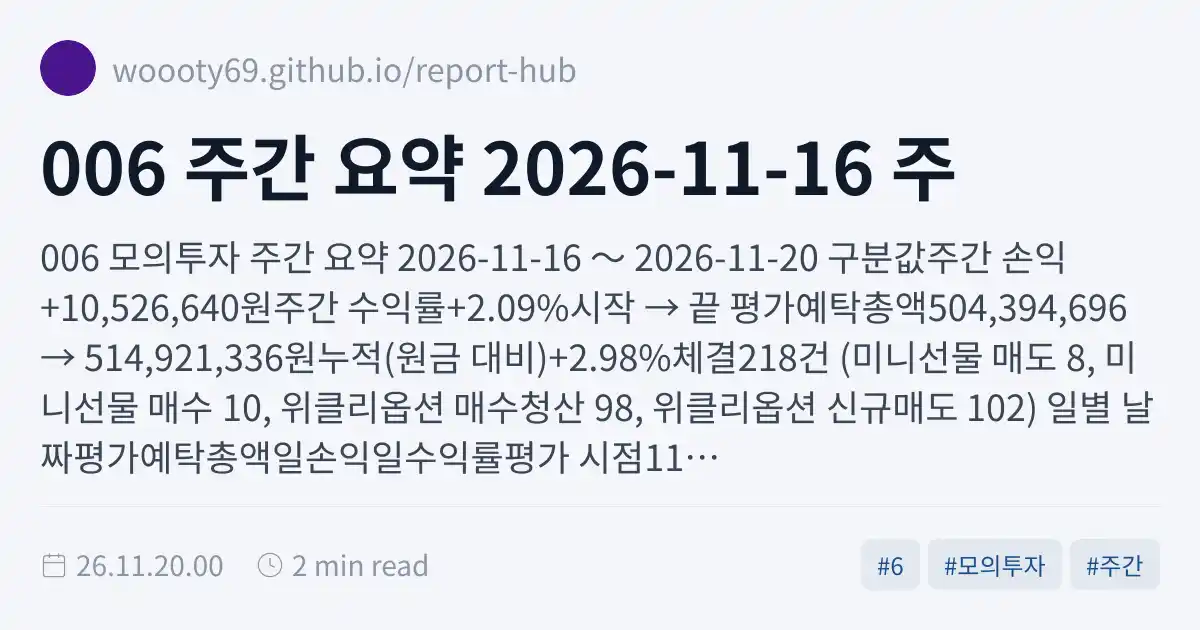 woooty69.github.io/report-hub
006 주간 요약 2026-11-16 주
006 모의투자 주간 요약 2026-11-16 ～ 2026-11-20 구분값주간 손익
+10,526,640원주간 수익률+2.09%시작 → 끝 평가예탁총액504,394,696
→ 514,921,336원누적(원금 대비)+2.98%체결218건 (미니선물 매도 8, 미
니선물 매수 10, 위클리옵션 매수청산 98, 위클리옵션 신규매도 102) 일별 날
짜평가예탁총액일손익일수익률평가 시점11…
26.11.20.00
2 min read
#6
#모의투자
#주간